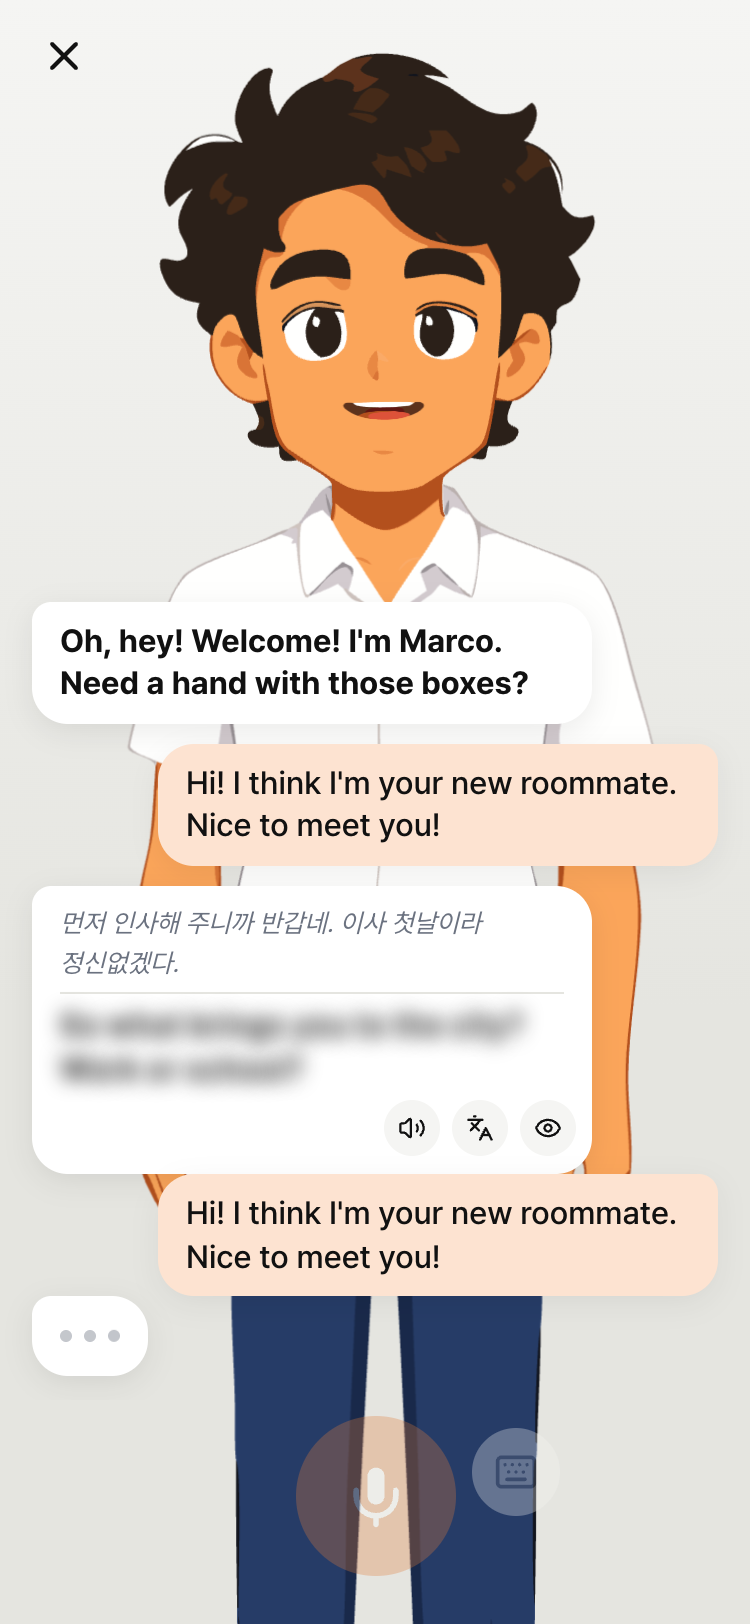 Oh, hey! Welcome! I'm Marco.
Need a hand with those boxes?
Hi! I think I'm your new roommate.
Nice to meet you!
먼저 인사해 주니까 반갑네. 이사 첫날이라
정신없겠다.
Hi! I think I'm your new roommate.
Nice to meet you!